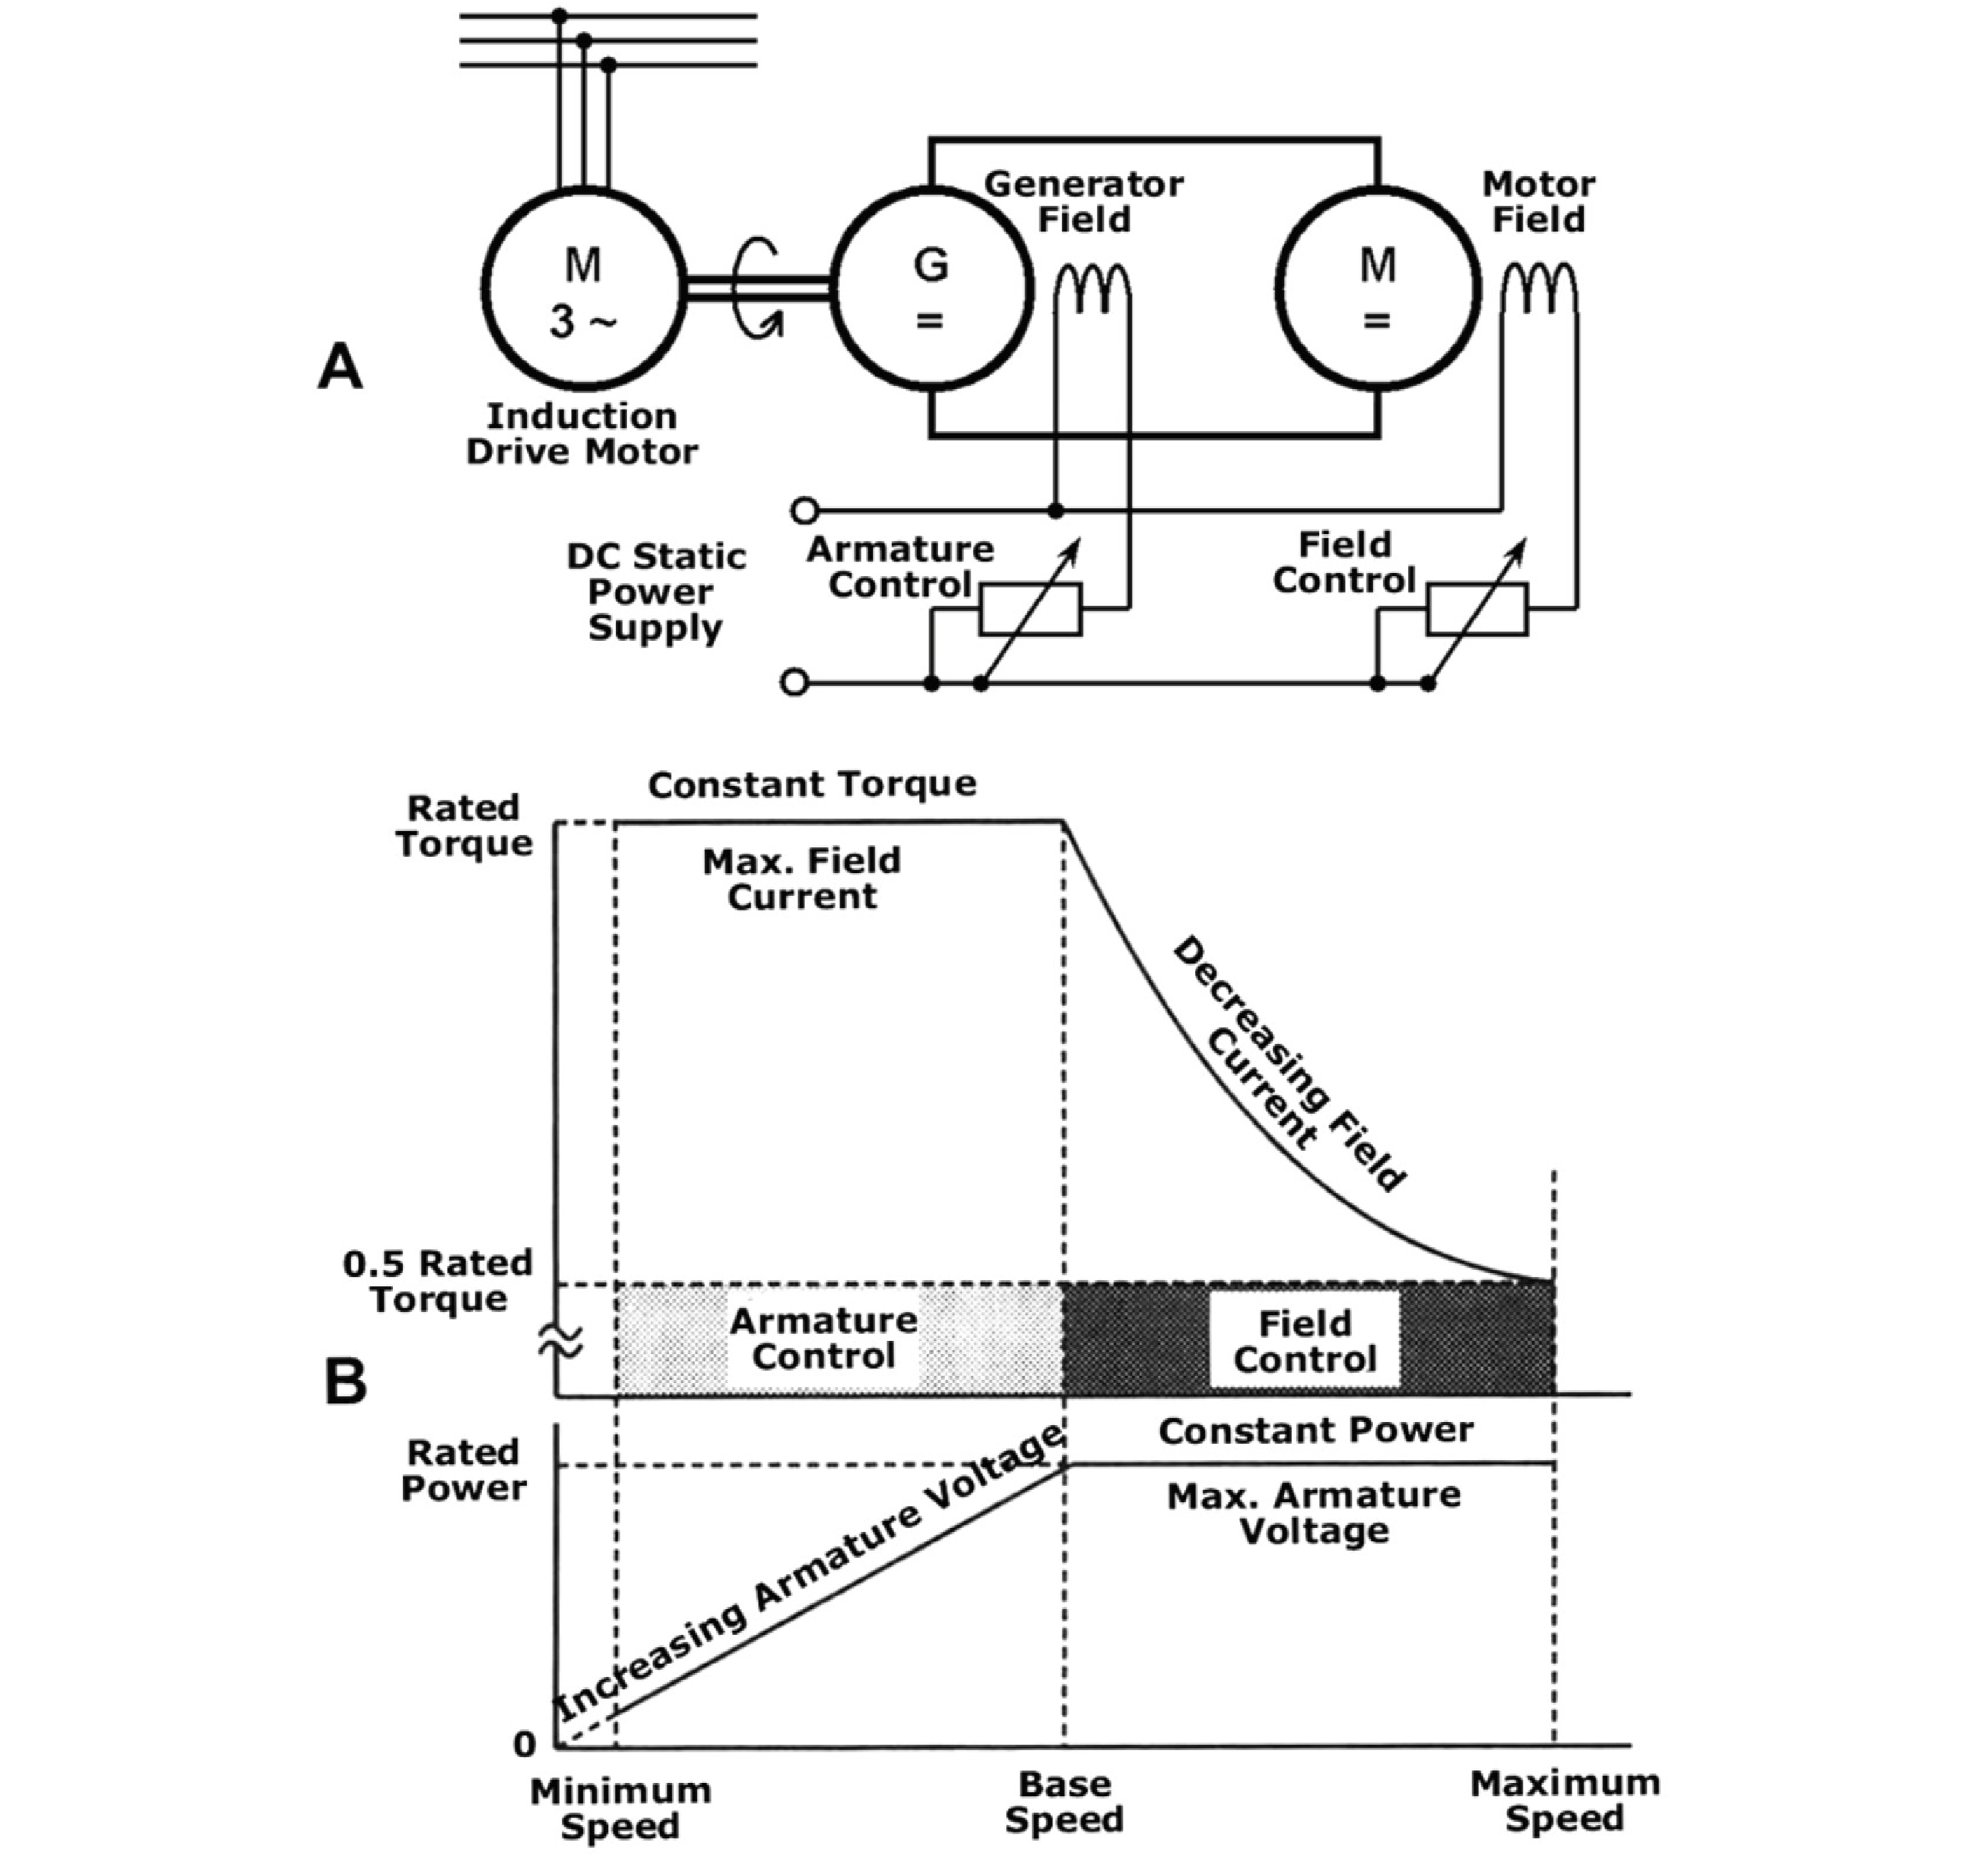 Generator
Field
Motor
Field
M
3 ~
G
=
M
=
A
Induction
Drive Motor
DC Static
Power
Supply
Armature
Control
Field
Control
Constant Torque
Rated
Torque
Max. Field
Current
Decreasing Field
Current
0.5 Rated
Torque
Armature
Control
Field
Control
B
Constant Power
Rated
Power
Increasing Armature Voltage
Max. Armature
Voltage
0
Minimum
Speed
Base
Speed
Maximum
Speed